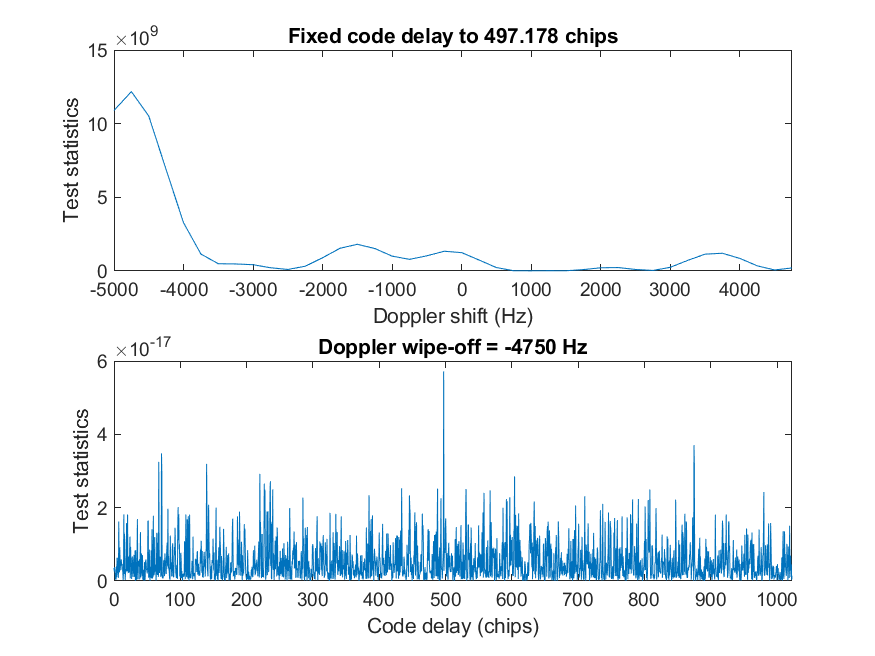 ×10^9
Fixed code delay to 497.178 chips
15
10
5
0
Test statistics
-5000 -4000 -3000 -2000 -1000 0 1000 2000 3000 4000
Doppler shift (Hz)
×10^-17
Doppler wipe-off = -4750 Hz
6
4
2
0
Test statistics
0 100 200 300 400 500 600 700 800 900 1000
Code delay (chips)